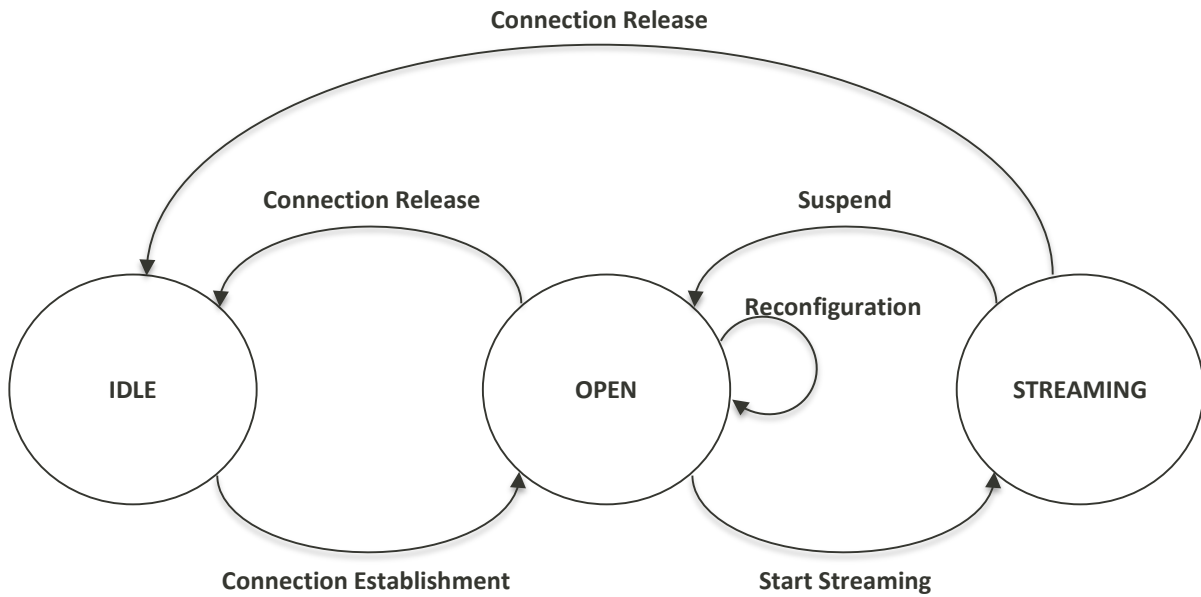 Connection Release
Connection Release
Suspend
Reconfiguration
IDLE
OPEN
STREAMING
Connection Establishment
Start Streaming